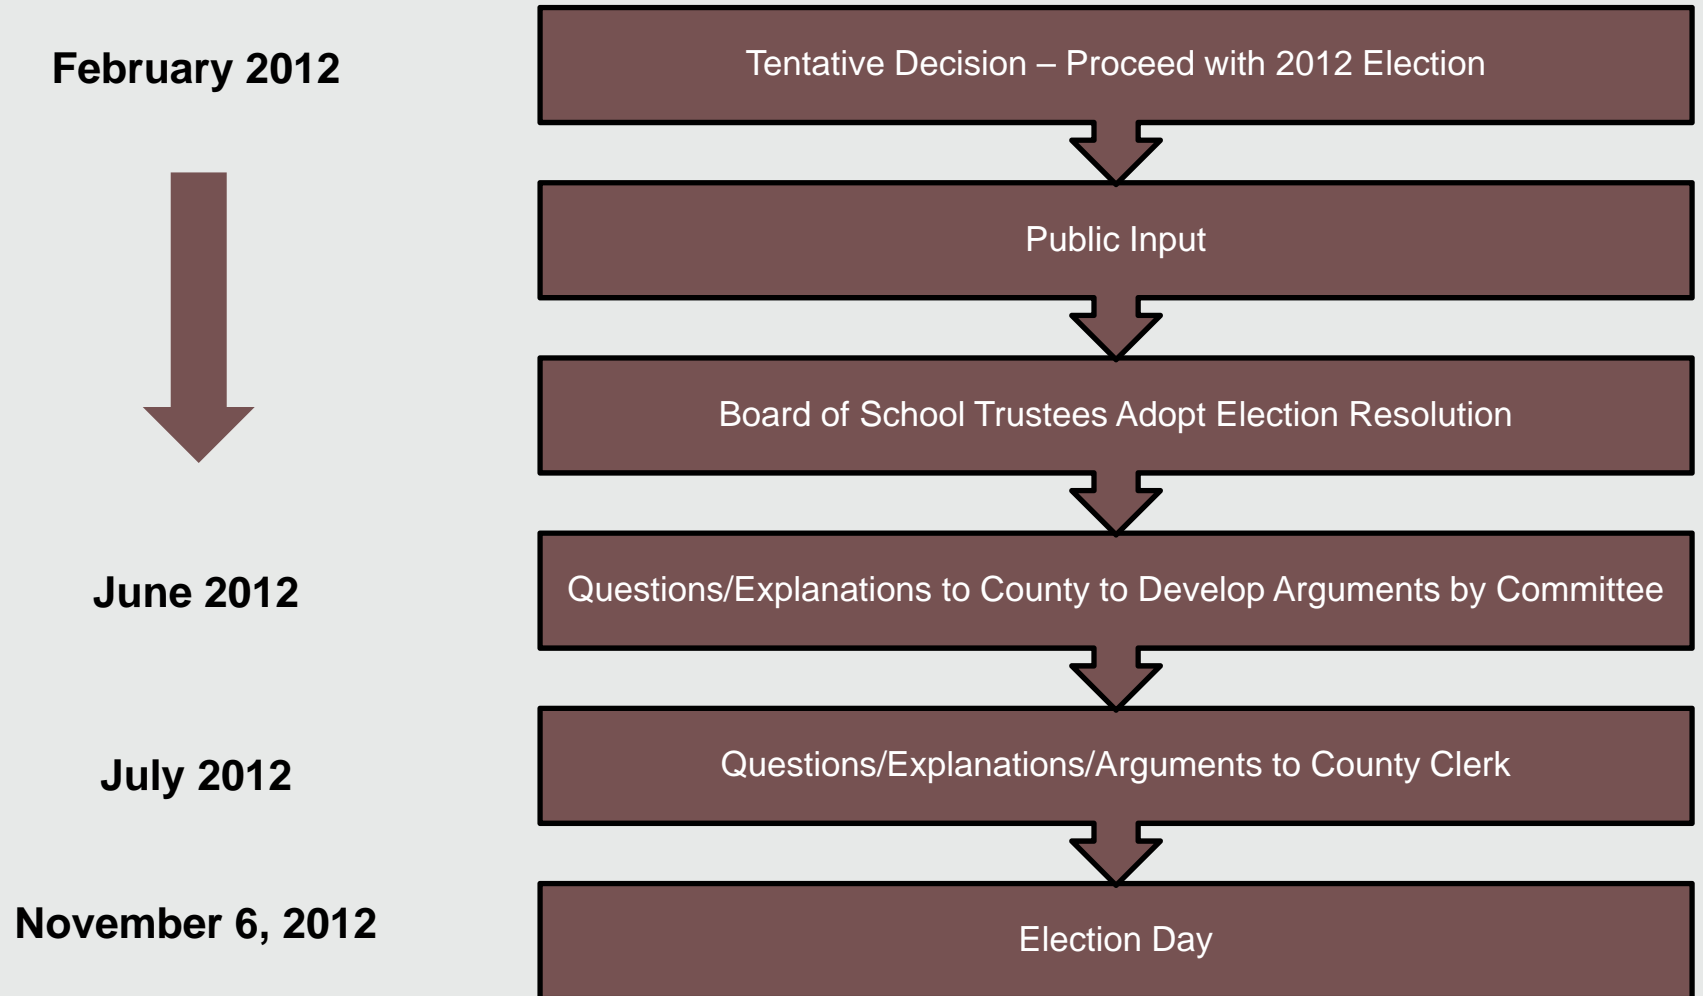 February 2012
Tentative Decision – Proceed with 2012 Election
Public Input
Board of School Trustees Adopt Election Resolution
June 2012
Questions/Explanations to County to Develop Arguments by Committee
July 2012
Questions/Explanations/Arguments to County Clerk
November 6, 2012
Election Day